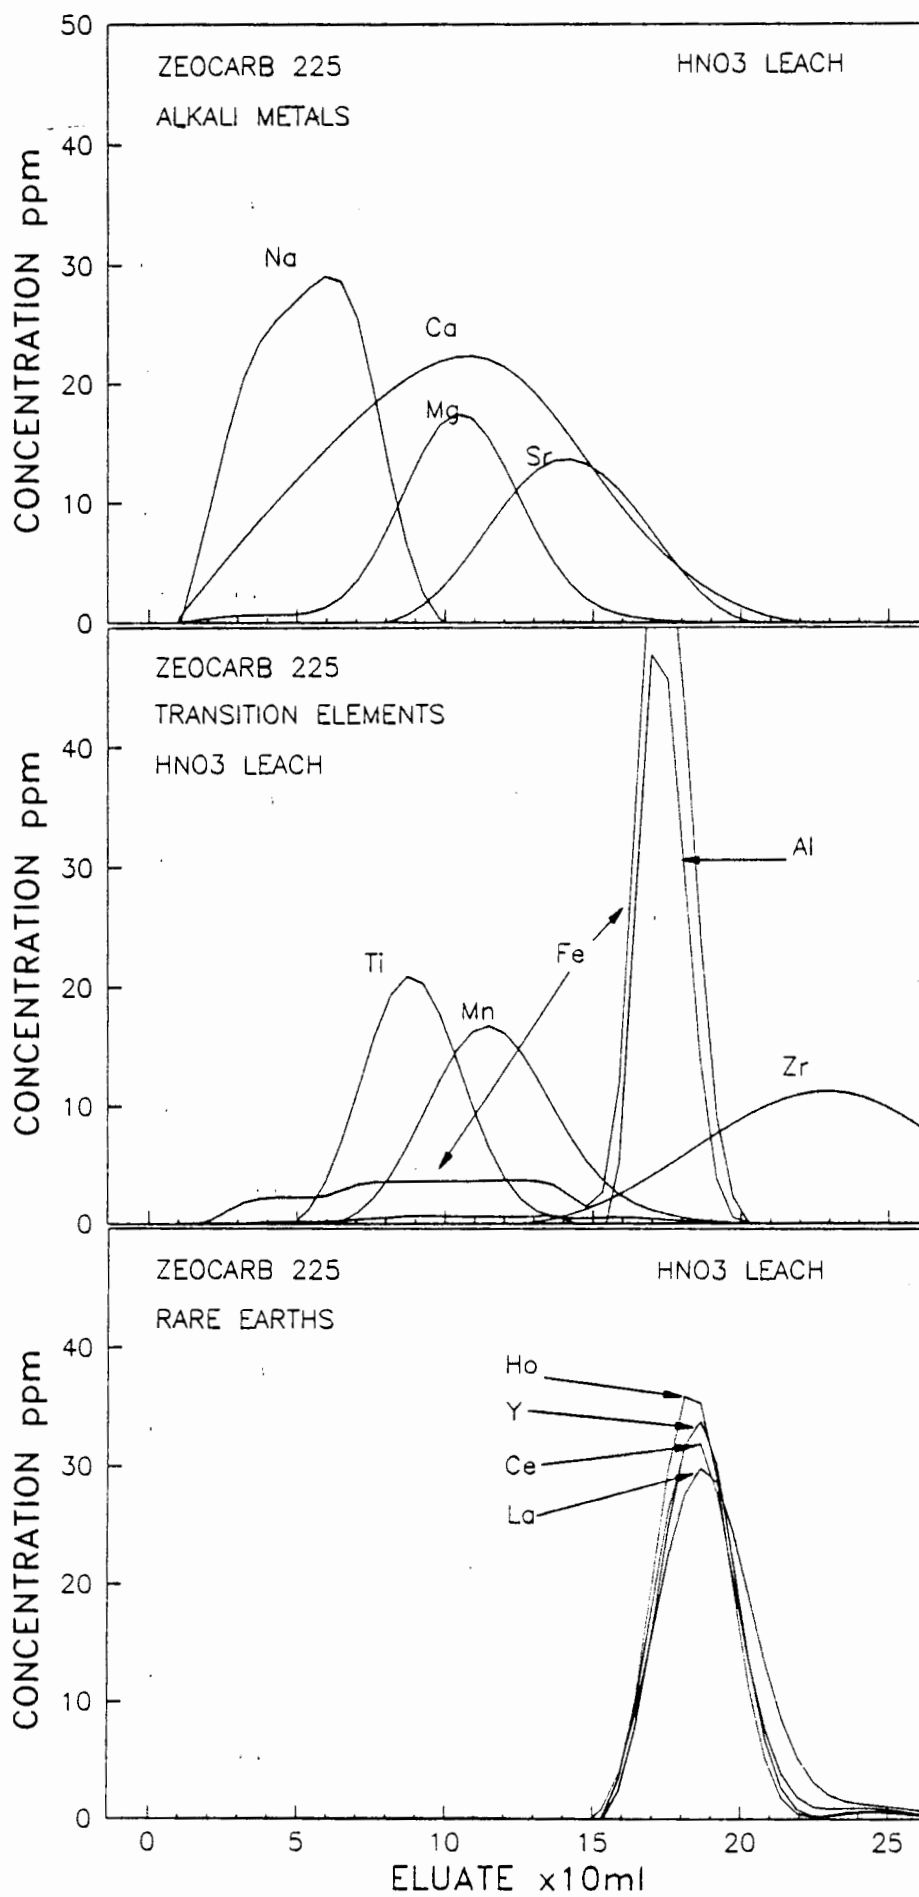 50
ZEOCARB 225
HNO3 LEACH
ALKALI METALS
40
30
20
10
0
CONCENTRATION ppm
Na
Ca
Mg
Sr
ZEOCARB 225
TRANSITION ELEMENTS
HNO3 LEACH
40
30
20
10
0
CONCENTRATION ppm
Al
Fe
Ti
Mn
Zr
ZEOCARB 225
HNO3 LEACH
RARE EARTHS
40
30
20
10
0
CONCENTRATION ppm
Ho
Y
Ce
La
0 5 10 15 20 25
ELUATE x10ml